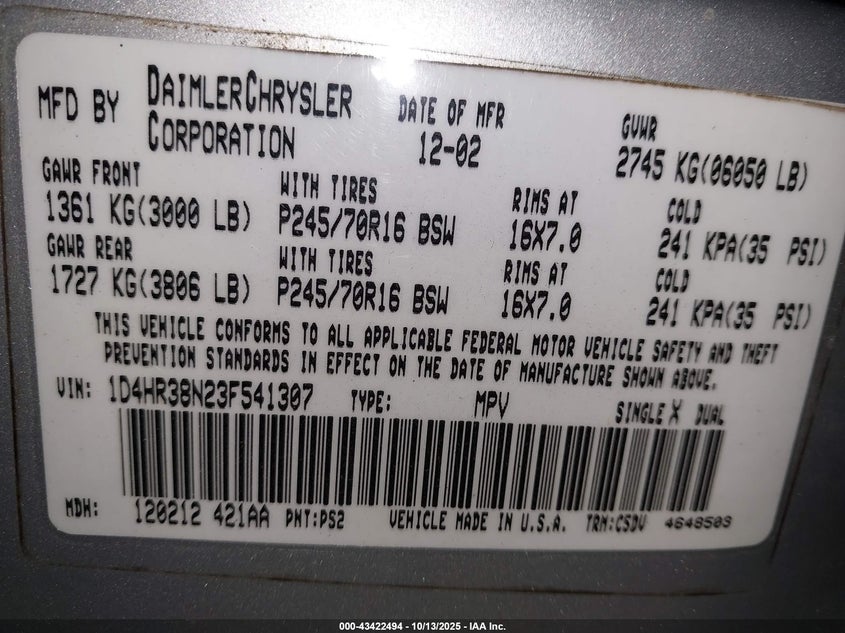 MFD BY DAIMLERCHRYSLER CORPORATION DATE OF MFR 12-02 GVWR 2745 KG(06050 LB)
GAWR FRONT WITH TIRES RIMS AT COLD
1361 KG(3000 LB) P245/70R16 BSW 16X7.0 241 KPA(35 PSI)
GAWR REAR WITH TIRES RIMS AT COLD
1727 KG(3806 LB) P245/70R16 BSW 16X7.0 241 KPA(35 PSI)
THIS VEHICLE CONFORMS TO ALL APPLICABLE FEDERAL MOTOR VEHICLE SAFETY AND THEFT
PREVENTION STANDARDS IN EFFECT ON THE DATE OF MANUFACTURE SHOWN ABOVE.
VIN: 1D4HR38N23F541307 TYPE: MPV SINGLE X DUAL
MDH: 120212 421AA PNT:PS2 VEHICLE MADE IN U.S.A. TRM:C5DV 4648503
000-43422494 | 10/13/2025 - IAA Inc.